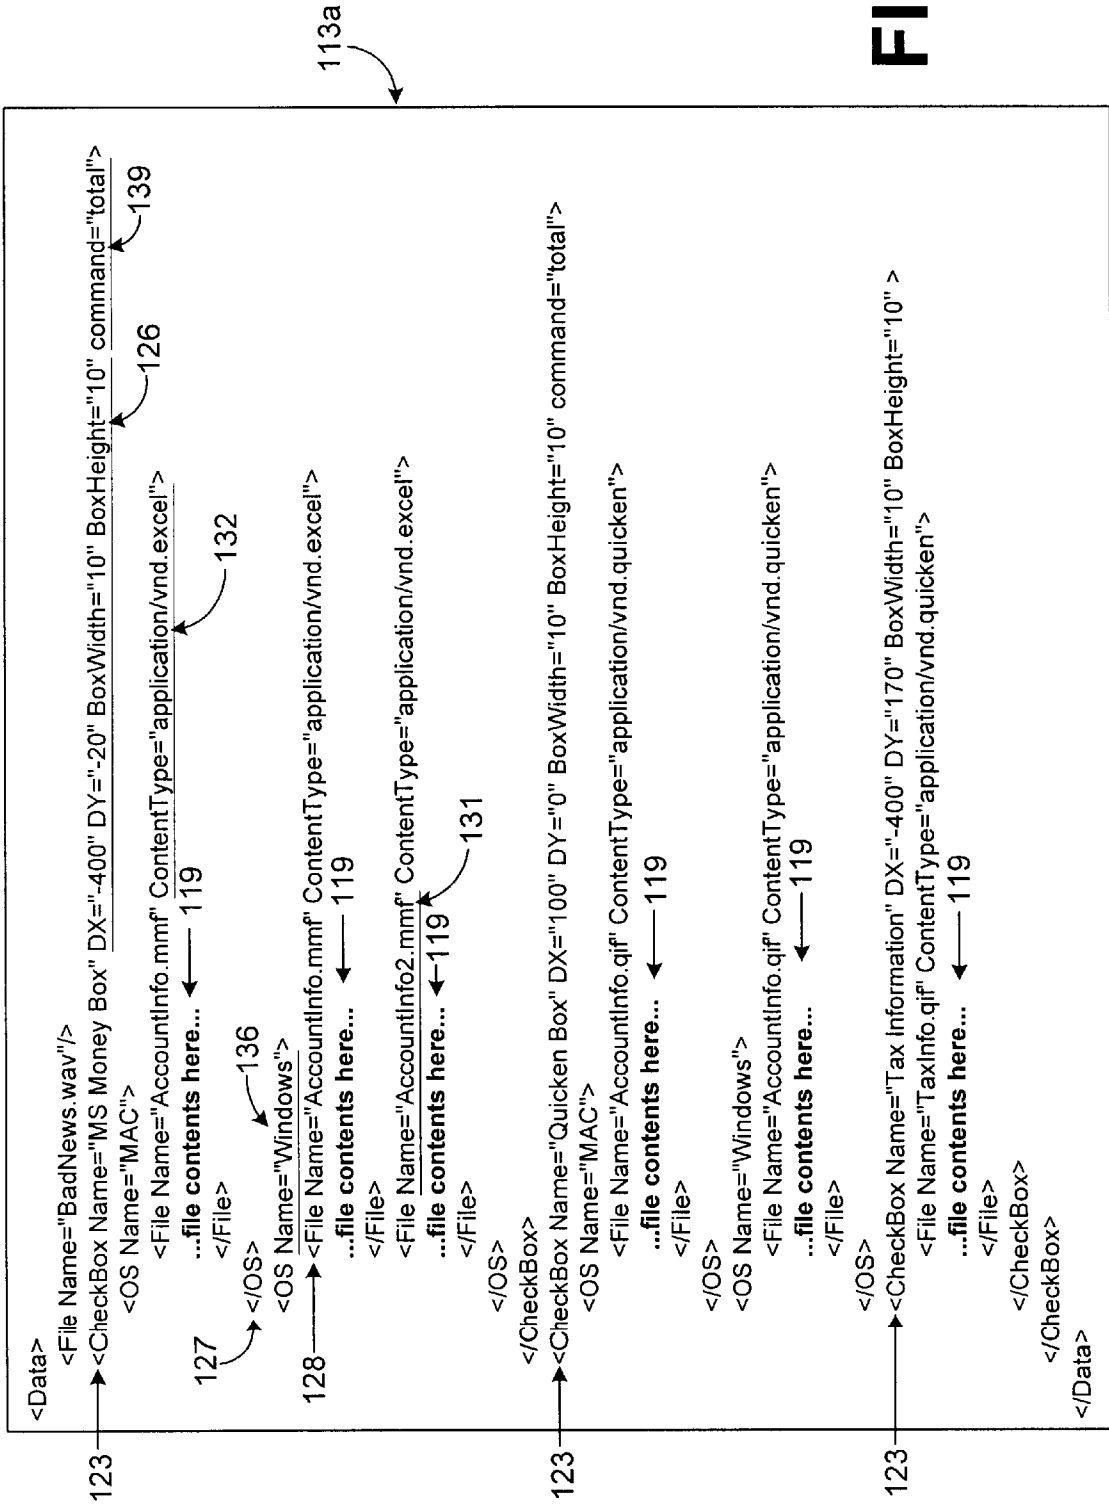 113a
FI
<Data>
<File Name="BadNews.wav"/>
123
<CheckBox Name="MS Money Box" DX="-400" DY="-20" BoxWidth="10" BoxHeight="10" command="total">
139
126
<OS Name="MAC">
<File Name="AccountInfo.mmf" ContentType="application/vnd.excel">
132
...file contents here...
119
</File>
127
</OS>
136
<OS Name="Windows">
128
<File Name="AccountInfo.mmf" ContentType="application/vnd.excel">
...file contents here...
119
</File>
<File Name="AccountInfo2.mmf" ContentType="application/vnd.excel">
131
...file contents here...
119
</File>
</OS>
</CheckBox>
123
<CheckBox Name="Quicken Box" DX="100" DY="0" BoxWidth="10" BoxHeight="10" command="total">
<OS Name="MAC">
<File Name="AccountInfo.qif" ContentType="application/vnd.quicken">
...file contents here...
119
</File>
</OS>
<OS Name="Windows">
<File Name="AccountInfo.qif" ContentType="application/vnd.quicken">
...file contents here...
119
</File>
</OS>
123
<CheckBox Name="Tax Information" DX="-400" DY="170" BoxWidth="10" BoxHeight="10" >
<File Name="TaxInfo.qif" ContentType="application/vnd.quicken">
...file contents here...
119
</File>
</CheckBox>
</CheckBox>
</Data>